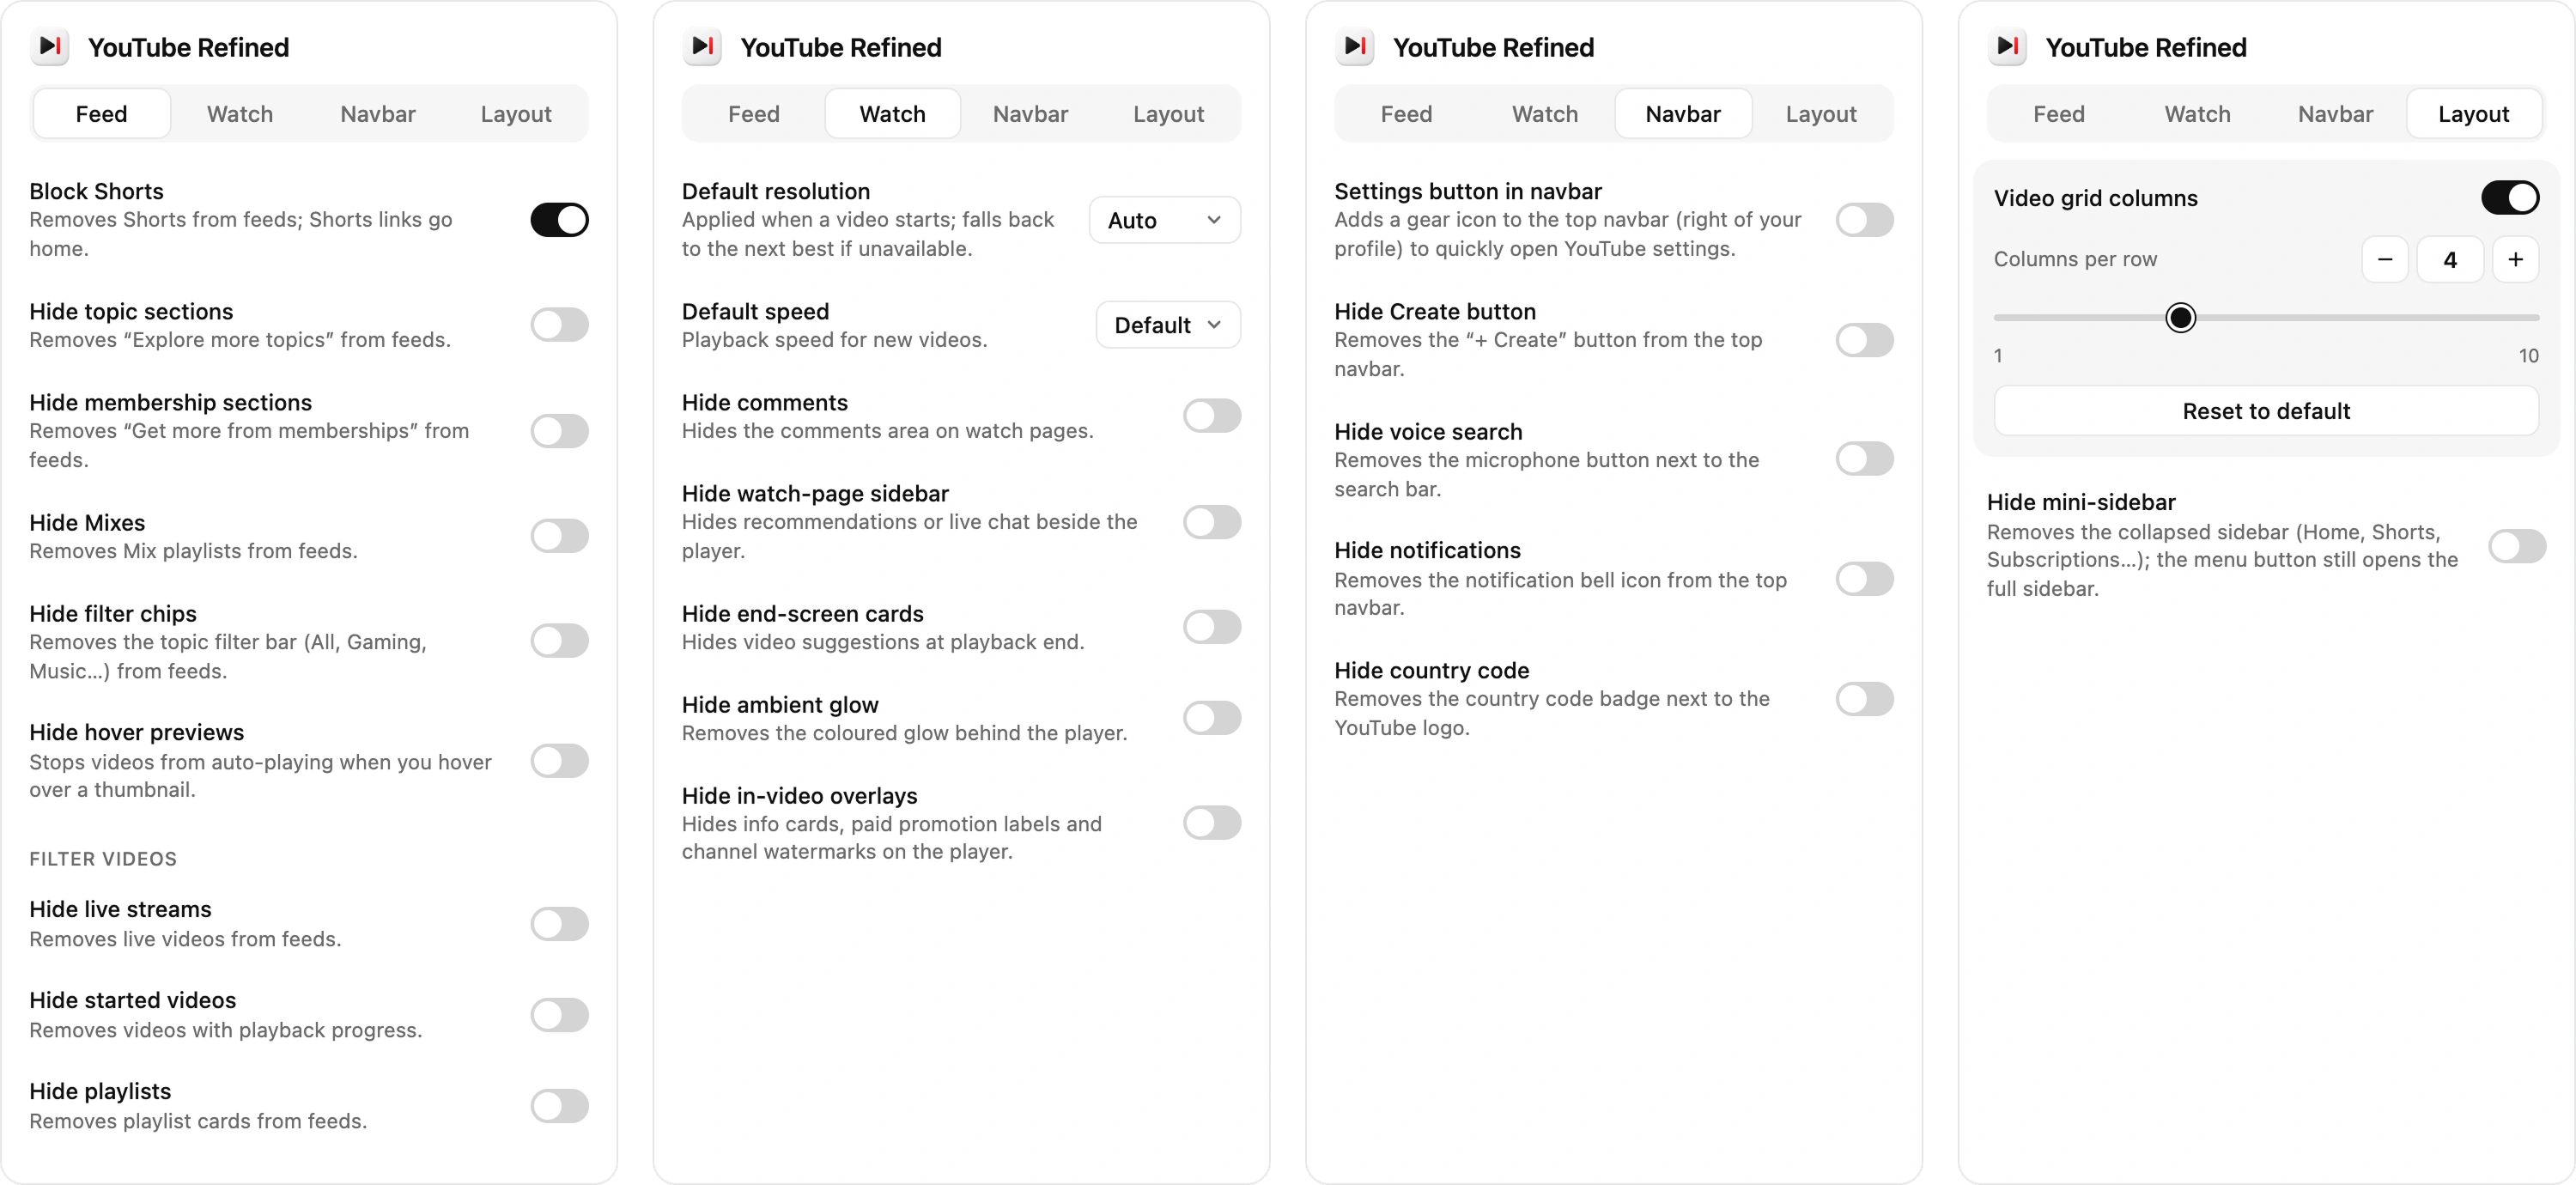 YouTube Refined
Feed
Watch
Navbar
Layout
Block Shorts
Removes Shorts from feeds; Shorts links go
home.
Hide topic sections
Removes “Explore more topics” from feeds.
Hide membership sections
Removes “Get more from memberships” from
feeds.
Hide Mixes
Removes Mix playlists from feeds.
Hide filter chips
Removes the topic filter bar (All, Gaming,
Music...) from feeds.
Hide hover previews
Stops videos from auto-playing when you hover
over a thumbnail.
FILTER VIDEOS
Hide live streams
Removes live videos from feeds.
Hide started videos
Removes videos with playback progress.
Hide playlists
Removes playlist cards from feeds.
YouTube Refined
Feed
Watch
Navbar
Layout
Default resolution
Applied when a video starts; falls back
to the next best if unavailable.
Auto
Default speed
Playback speed for new videos.
Default
Hide comments
Hides the comments area on watch pages.
Hide watch-page sidebar
Hides recommendations or live chat beside the
player.
Hide end-screen cards
Hides video suggestions at playback end.
Hide ambient glow
Removes the coloured glow behind the player.
Hide in-video overlays
Hides info cards, paid promotion labels and
channel watermarks on the player.
YouTube Refined
Feed
Watch
Navbar
Layout
Settings button in navbar
Adds a gear icon to the top navbar (right of your
profile) to quickly open YouTube settings.
Hide Create button
Removes the “+ Create” button from the top
navbar.
Hide voice search
Removes the microphone button next to the
search bar.
Hide notifications
Removes the notification bell icon from the top
navbar.
Hide country code
Removes the country code badge next to the
YouTube logo.
YouTube Refined
Feed
Watch
Navbar
Layout
Video grid columns
Columns per row
− 4 +
1 10
Reset to default
Hide mini-sidebar
Removes the collapsed sidebar (Home, Shorts,
Subscriptions...); the menu button still opens the
full sidebar.